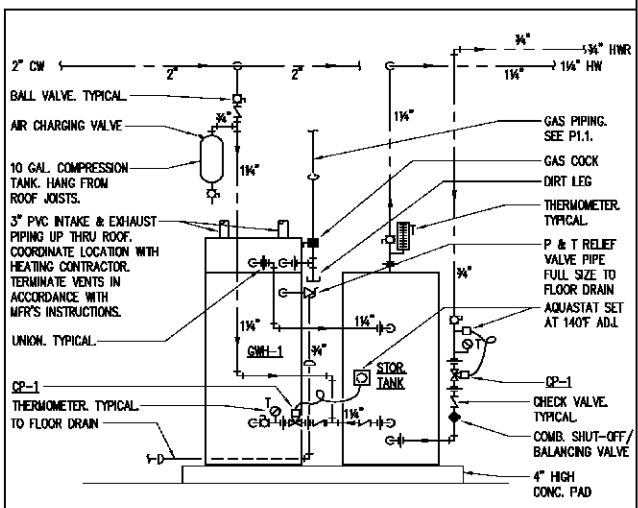 3/4"
2" CW
2"
2"
3/4" HWR
1 1/4"
1 1/4" HW
BALL VALVE. TYPICAL.
3/4"
AIR CHARGING VALVE
1 1/4"
GAS PIPING.
SEE P1.1.
10 GAL. COMPRESSION
TANK. HANG FROM
ROOF JOISTS.
1 1/4"
GAS COCK
DIRT LEG
THERMOMETER.
TYPICAL.
T
3" PVC INTAKE & EXHAUST
PIPING UP THRU ROOF.
COORDINATE LOCATION WITH
HEATING CONTRACTOR.
TERMINATE VENTS IN
ACCORDANCE WITH
MFR'S INSTRUCTIONS.
P & T RELIEF
VALVE PIPE
FULL SIZE TO
FLOOR DRAIN
3/4"
AQUASTAT SET
AT 140°F ADJ.
UNION. TYPICAL.
1 1/4"
1 1/4"
GWH-1
3/4"
STOR.
TANK
T
CP-1
CP-1
THERMOMETER. TYPICAL.
T
1 1/4"
CHECK VALVE.
TYPICAL.
TO FLOOR DRAIN
COMB. SHUT-OFF/
BALANCING VALVE
D
4" HIGH
CONC. PAD